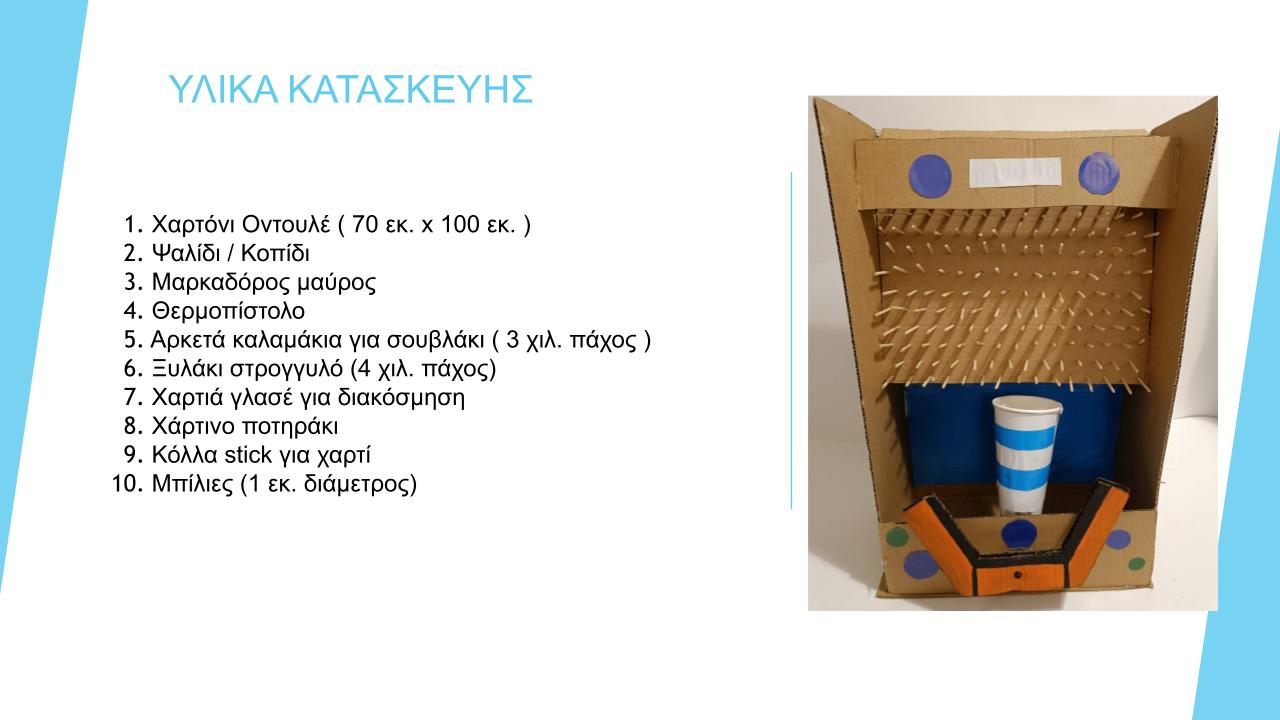 ΥΛΙΚΑ ΚΑΤΑΣΚΕΥΗΣ
1. Χαρτόνι Οντουλέ ( 70 εκ. x 100 εκ. )
2. Ψαλίδι / Κοπίδι
3. Μαρκαδόρος μαύρος
4. Θερμοπίστολο
5. Αρκετά καλαμάκια για σουβλάκι ( 3 χιλ. πάχος )
6. Ξυλάκι στρογγυλό (4 χιλ. πάχος)
7. Χαρτιά γλασέ για διακόσμηση
8. Χάρτινο ποτηράκι
9. Κόλλα stick για χαρτί
10. Μπίλιες (1 εκ. διάμετρος)